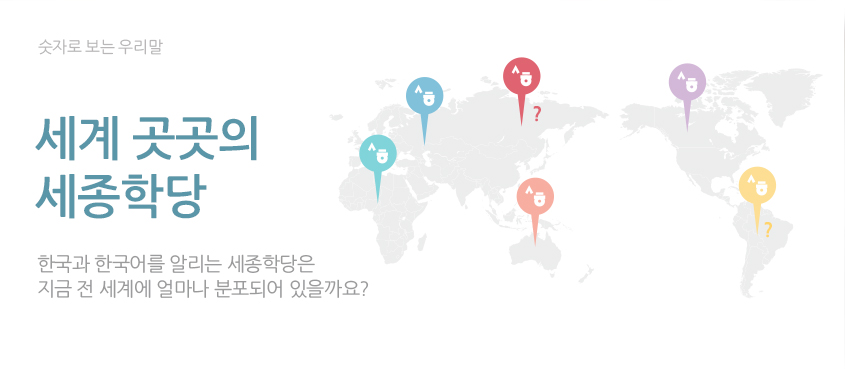 숫자로 보는 우리말
세계 곳곳의
세종학당
한국과 한국어를 알리는 세종학당은
지금 전 세계에 얼마나 분포되어 있을까요?
?
?